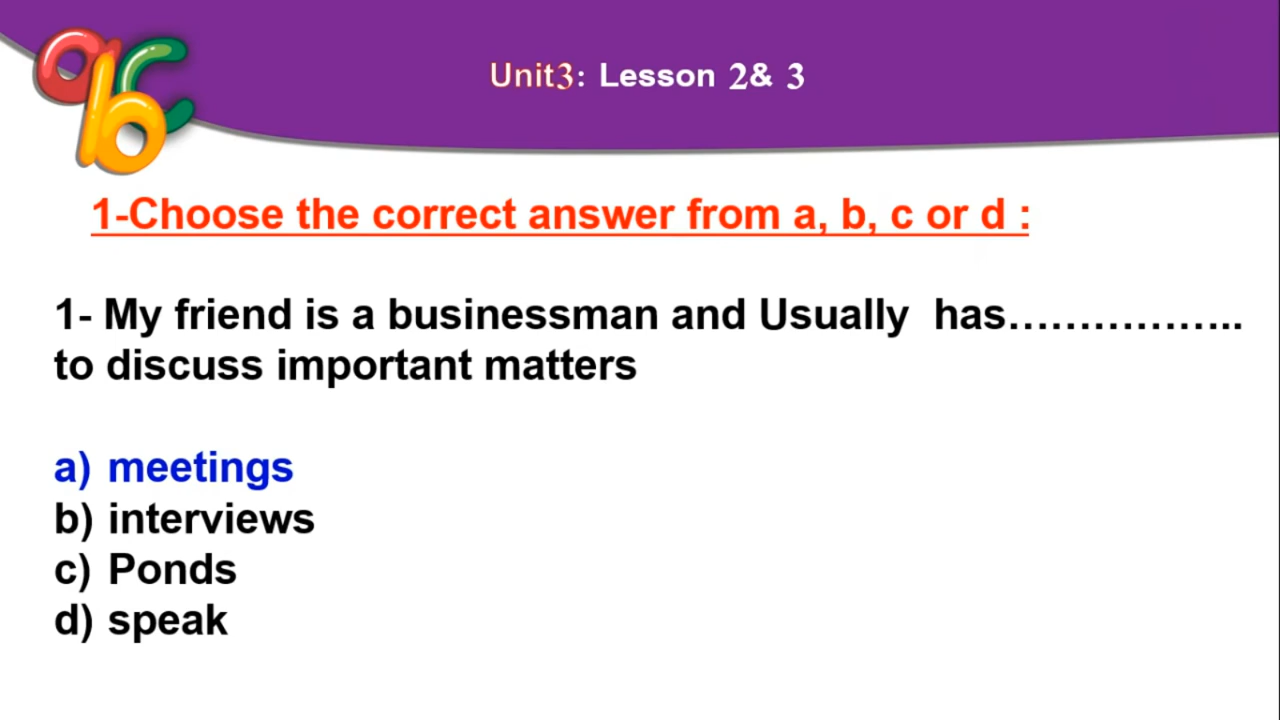 abc
Unit3: Lesson 2& 3
1-Choose the correct answer from a, b, c or d :
1- My friend is a businessman and Usually has……………..
to discuss important matters
a) meetings
b) interviews
c) Ponds
d) speak